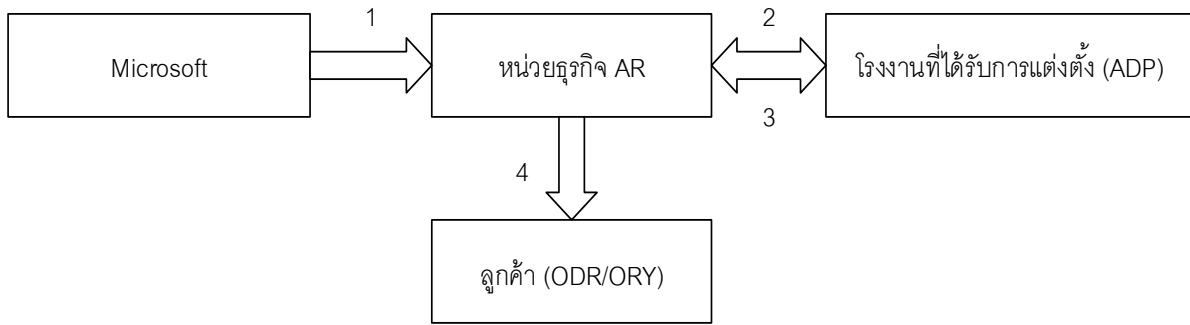 1
2
Microsoft
หน่วยธุรกิจ AR
โรงงานที่ได้รับการแต่งตั้ง (ADP)
3
4
ลูกค้า (ODR/ORY)